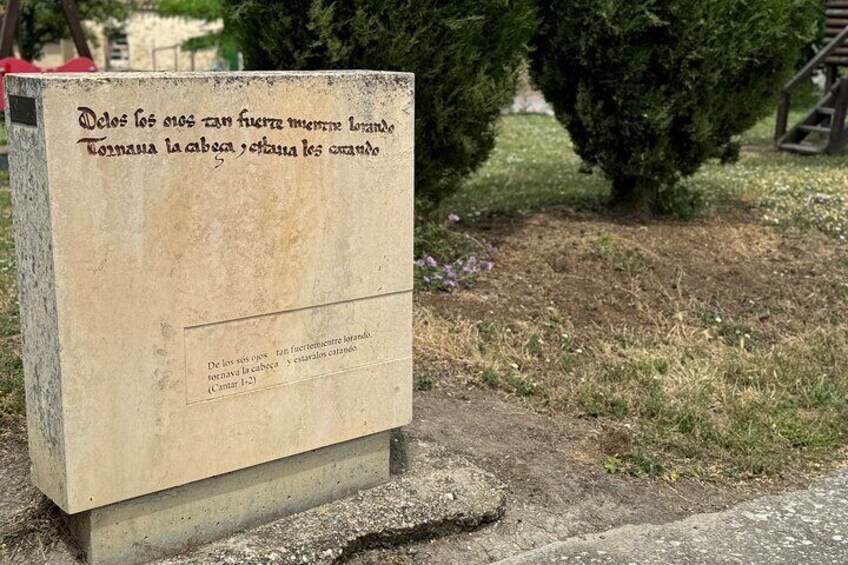 Delos sos oios tan fuerte mientre lorando
Tornaua la cabeça y estaua los catando
De los sos ojos tan fuertemientre lorando,
tornava la cabeça y estávalos catando.
(Cantar 1-2)